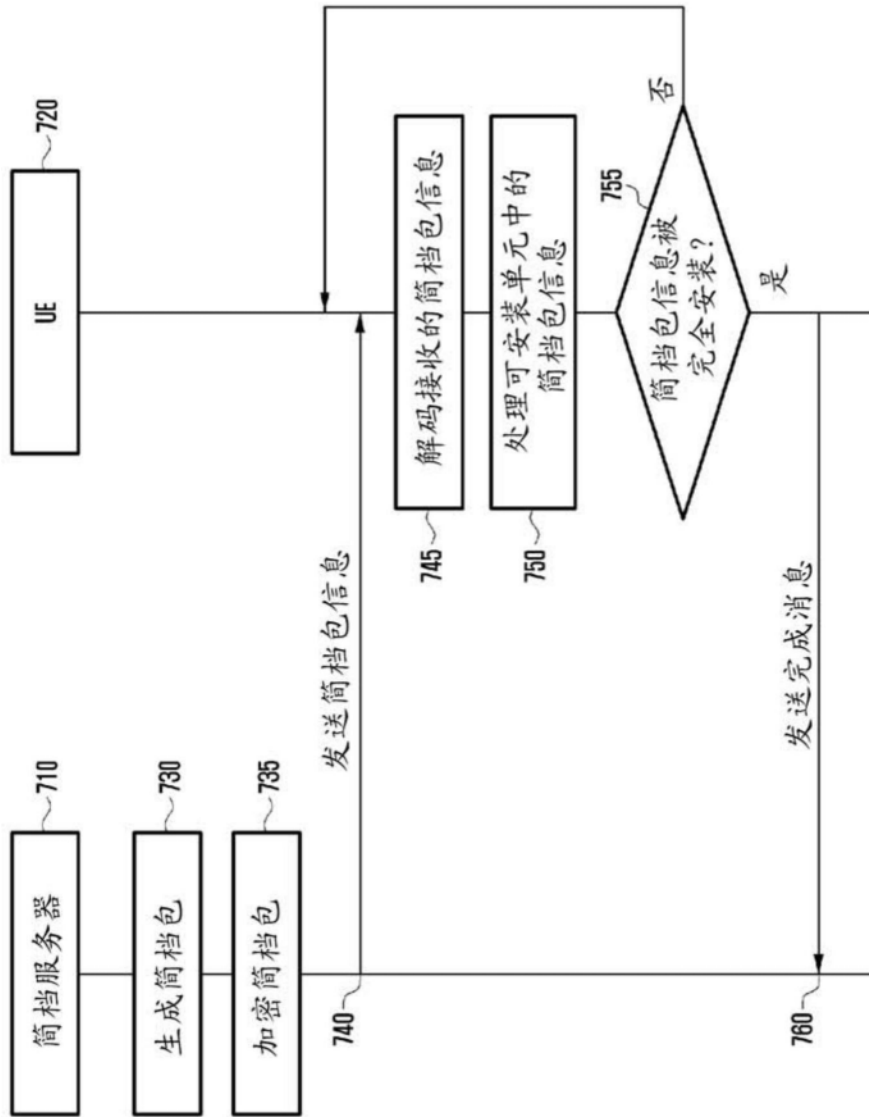 简档服务器
710
UE
720
生成简档包
730
加密简档包
735
740
发送简档包信息
745
解码接收的简档包信息
750
处理可安装单元中的
简档包信息
755
简档包信息被
完全安装?
否
是
760
发送完成消息